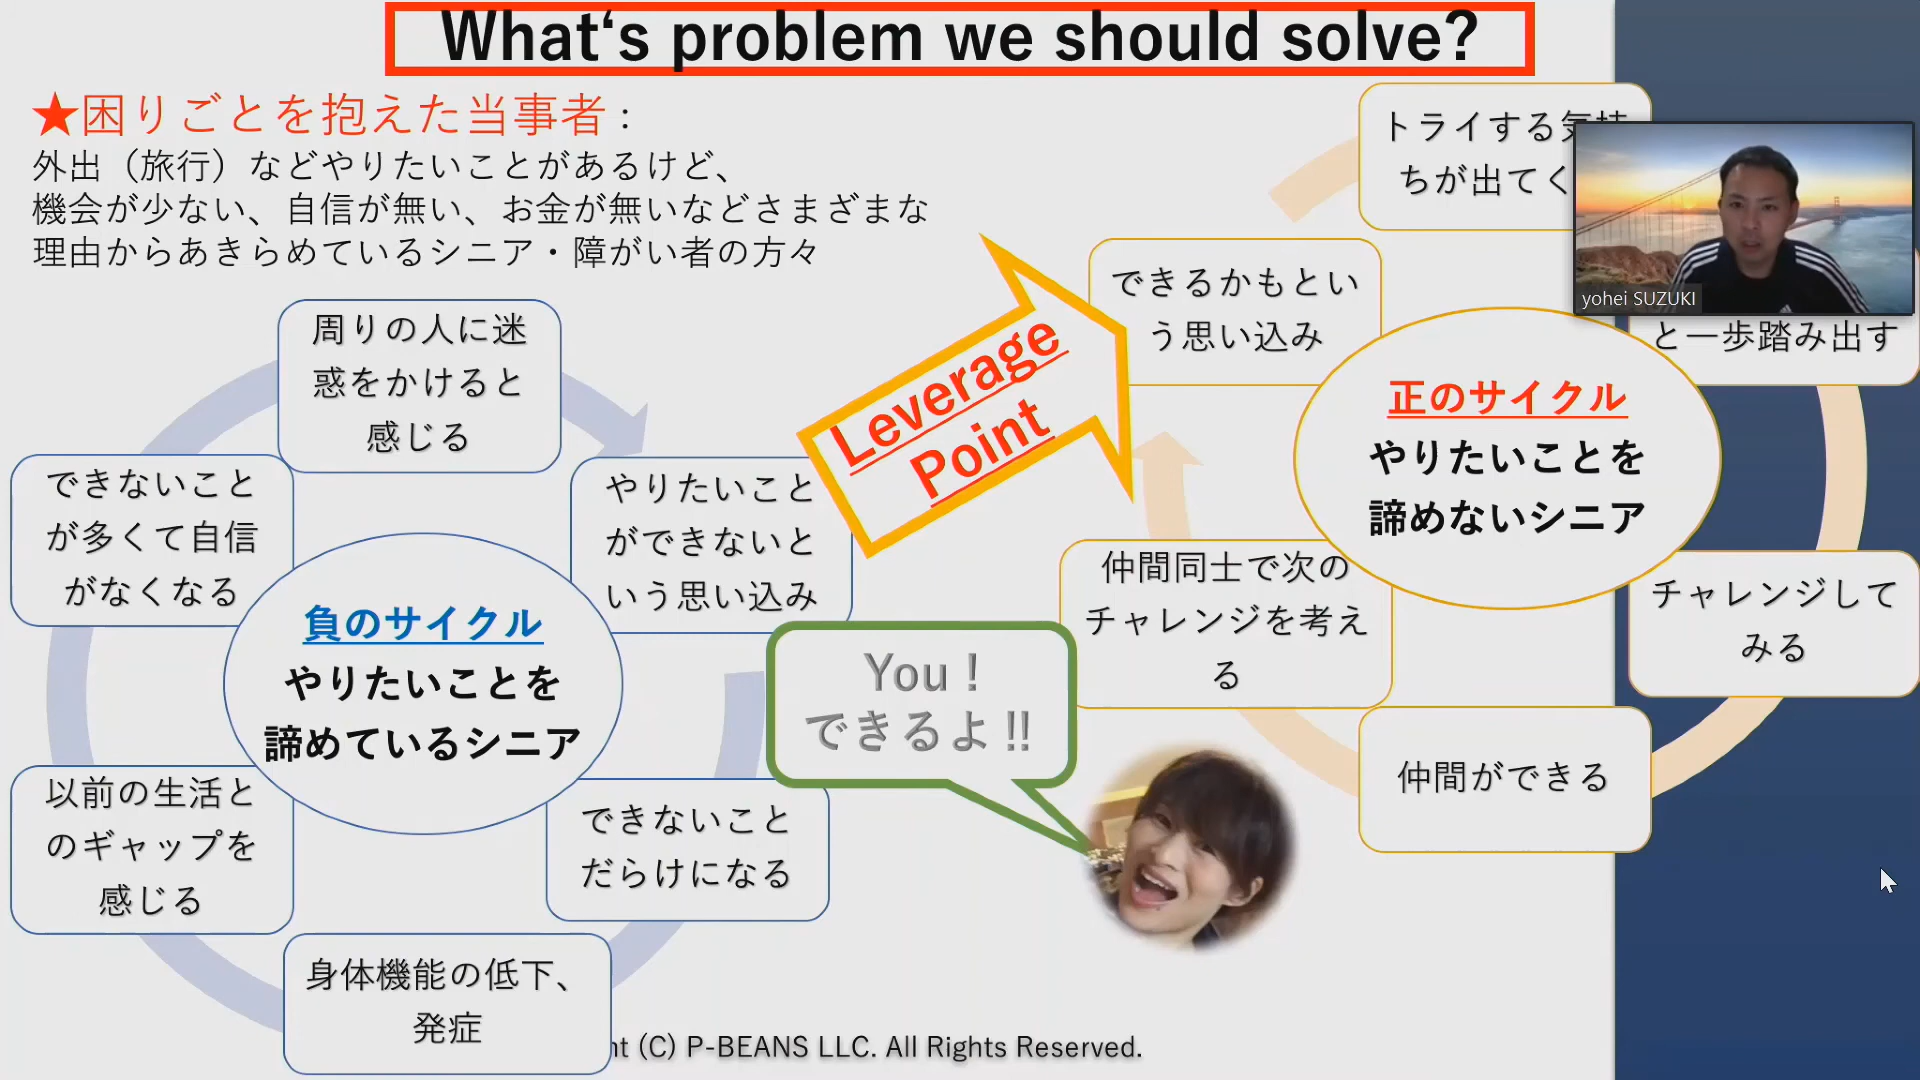 What‘s problem we should solve?
★困りごとを抱えた当事者：
外出（旅行）などやりたいことがあるけど、
機会が少ない、自信が無い、お金が無いなどさまざまな
理由からあきらめているシニア・障がい者の方々
周りの人に迷
惑をかけると
感じる
やりたいこと
ができないと
いう思い込み
できないこと
だらけになる
身体機能の低下、
発症
以前の生活と
のギャップを
感じる
できないこと
が多くて自信
がなくなる
負のサイクル
やりたいことを
諦めているシニア
Leverage
Point
You！
できるよ!!
トライする気持
ちが出てく
yohei SUZUKI
と一歩踏み出す
チャレンジして
みる
仲間ができる
仲間同士で次の
チャレンジを考え
る
できるかもとい
う思い込み
正のサイクル
やりたいことを
諦めないシニア
(C) P-BEANS LLC. All Rights Reserved.